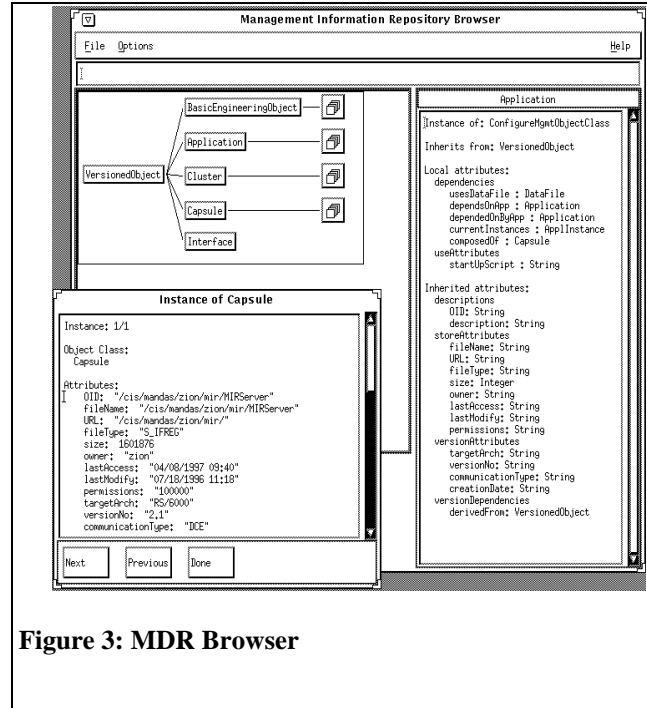 Management Information Repository Browser
File Options Help
BasicEngineeringObject
Application
VersionedObject
Cluster
Capsule
Interface
Application
Instance of: ConfigureMgmtObjectClass
Inherits from: VersionedObject
Local attributes:
dependencies
usesDataFile : DataFile
dependsOnApp : Application
dependedOnByApp : Application
currentInstances : ApplInstance
composedOf : Capsule
useAttributes
startUpScript : String
Inherited attributes:
descriptions
OID: String
description: String
storeAttributes
fileName: String
URL: String
fileType: String
size: Integer
owner: String
lastAccess: String
lastModify: String
permissions: String
versionAttributes
targetArch: String
versionNo: String
communicationType: String
creationDate: String
versionDependencies
derivedFrom: VersionedObject
Instance of Capsule
Instance: 1/1
Object Class:
Capsule
Attributes:
OID: "/cis/mandas/zion/mir/MIRServer"
fileName: "/cis/mandas/zion/mir/MIRServer"
URL: "/cis/mandas/zion/mir/"
fileType: "S_IFREG"
size: 1601876
owner: "zion"
lastAccess: "04/08/1997 09:40"
lastModify: "07/18/1996 11:18"
permissions: "100000"
targetArch: "RS/6000"
versionNo: "2.1"
communicationType: "DCE"
Next Previous Done
Figure 3: MDR Browser